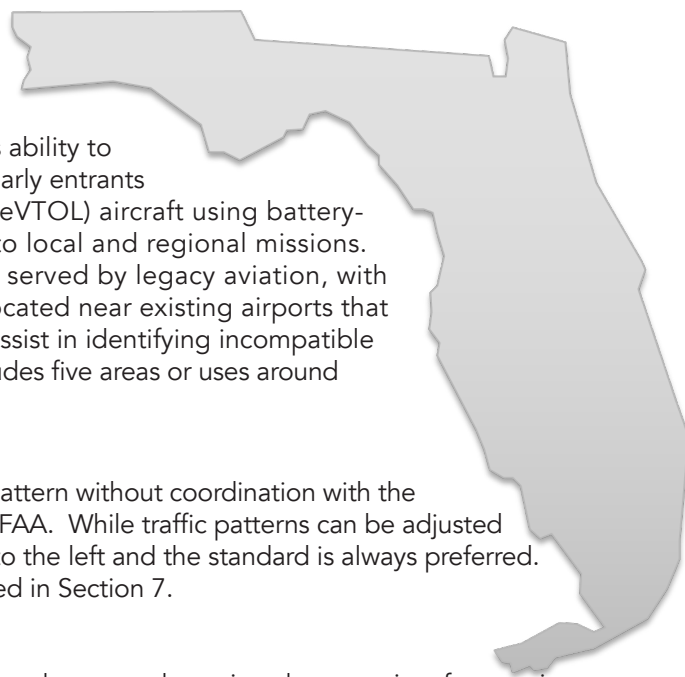 ability to
arly entrants
eVTOL) aircraft using battery-
to local and regional missions.
served by legacy aviation, with
ocated near existing airports that
ssist in identifying incompatible
udes five areas or uses around
attern without coordination with the
FAA. While traffic patterns can be adjusted
to the left and the standard is always preferred.
ed in Section 7.